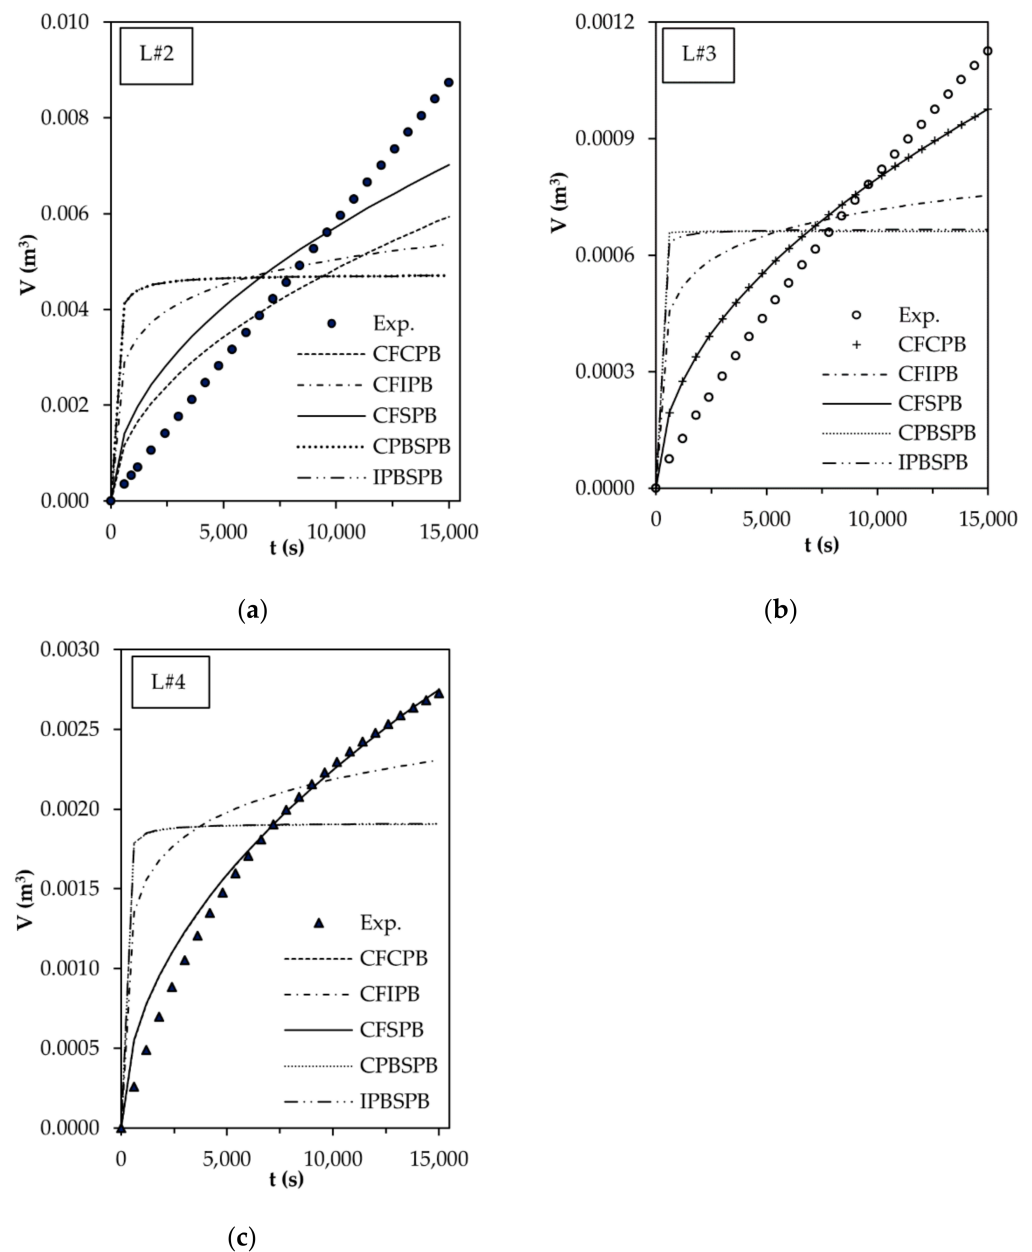 L#2
V (m³)
0.010
0.008
0.006
0.004
0.002
0.000
Exp.
CFCPB
CFIPB
CFSPB
CPBSPB
IPBSPB
0
5,000
10,000
15,000
t (s)
(a)
L#3
V (m³)
0.0012
0.0009
0.0006
0.0003
0.0000
Exp.
CFCPB
CFIPB
CFSPB
CPBSPB
IPBSPB
0
5,000
10,000
15,000
t (s)
(b)
L#4
V (m³)
0.0030
0.0025
0.0020
0.0015
0.0010
0.0005
0.0000
Exp.
CFCPB
CFIPB
CFSPB
CPBSPB
IPBSPB
0
5,000
10,000
15,000
t (s)
(c)